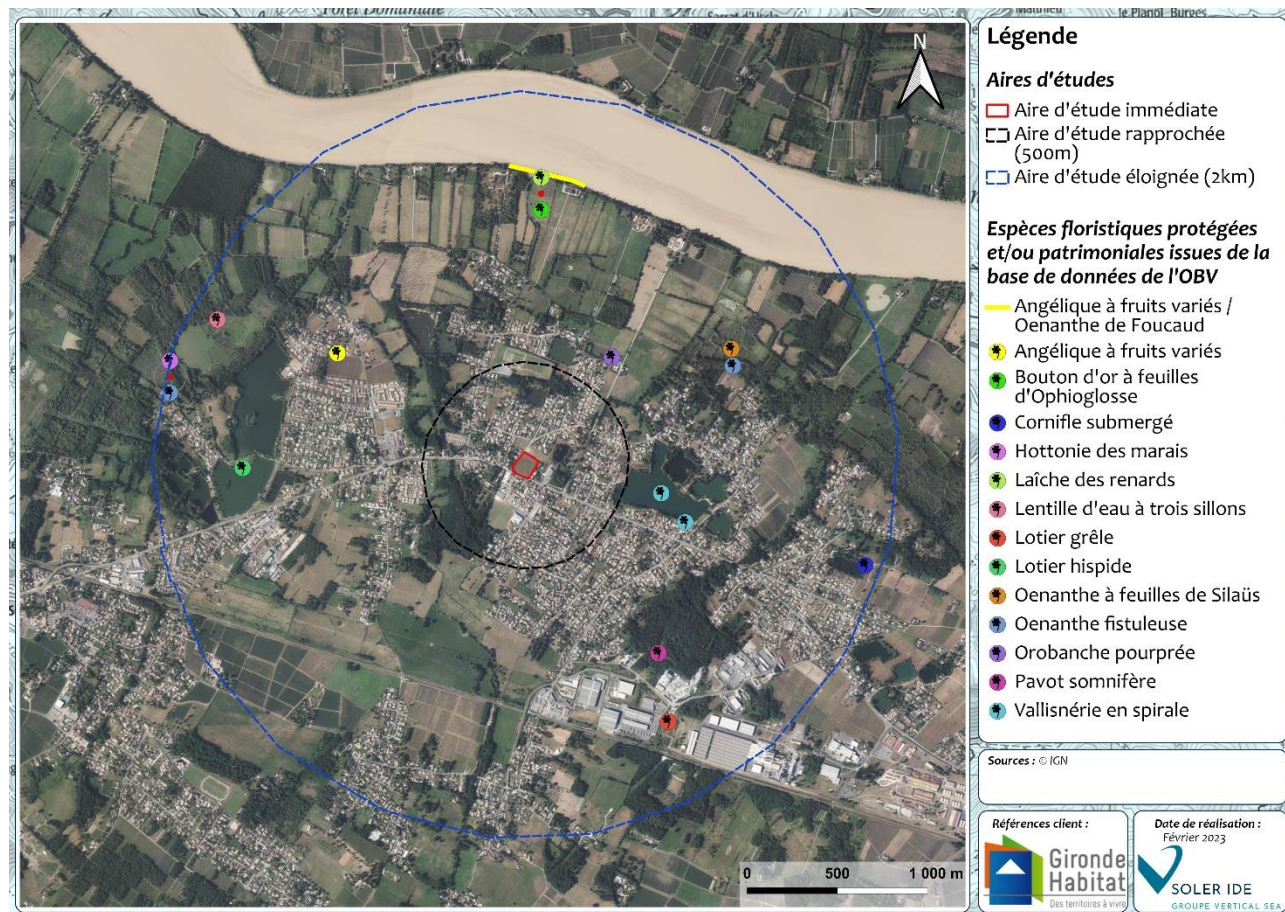 Forêt Domaniale
le Planol
Burges
N
0
500
1 000 m
Légende
Aires d'études
Aire d'étude immédiate
Aire d'étude rapprochée
(500m)
Aire d'étude éloignée (2km)
Espèces floristiques protégées
et/ou patrimoniales issues de la
base de données de l'OBV
Angélique à fruits variés /
Oenanthe de Foucaud
Angélique à fruits variés
Bouton d'or à feuilles
d'Ophioglosse
Cornifle submergé
Hottonie des marais
Laîche des renards
Lentille d'eau à trois sillons
Lotier grêle
Lotier hispide
Oenanthe à feuilles de Silaüs
Oenanthe fistuleuse
Orobanche pourprée
Pavot somnifère
Vallisnérie en spirale
Sources : © IGN
Références client :
Gironde
Habitat
Des territoires à vivre
Date de réalisation :
Février 2023
SOLER IDE
GROUPE VERTICAL SEA